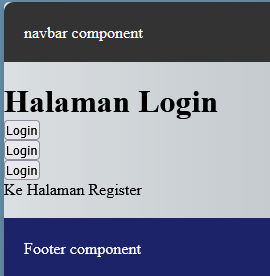 navbar component
Halaman Login
Login
Login
Login
Ke Halaman Register
Footer component